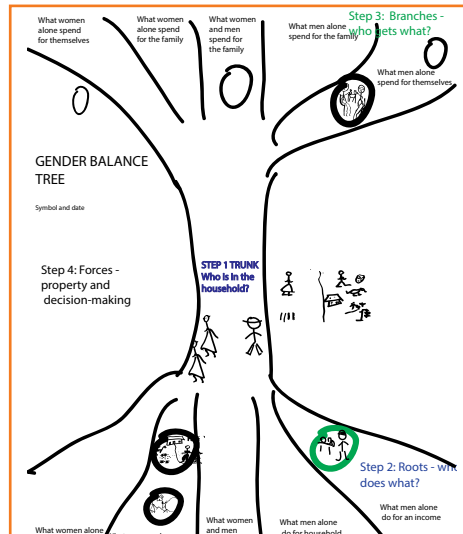 What women
alone spend
for themselves
What women
alone spend
for the family
What women
and men
spend for
the family
What men alone
spend for the family
Step 3: Branches -
who gets what?
What men alone
spend for themselves
GENDER BALANCE
TREE
Symbol and date
Step 4: Forces -
property and
decision-making
STEP 1 TRUNK
Who is in the
household?
Step 2: Roots - who
does what?
What men alone
do for an income
What women alone
What women
and men
What men alone
do for household